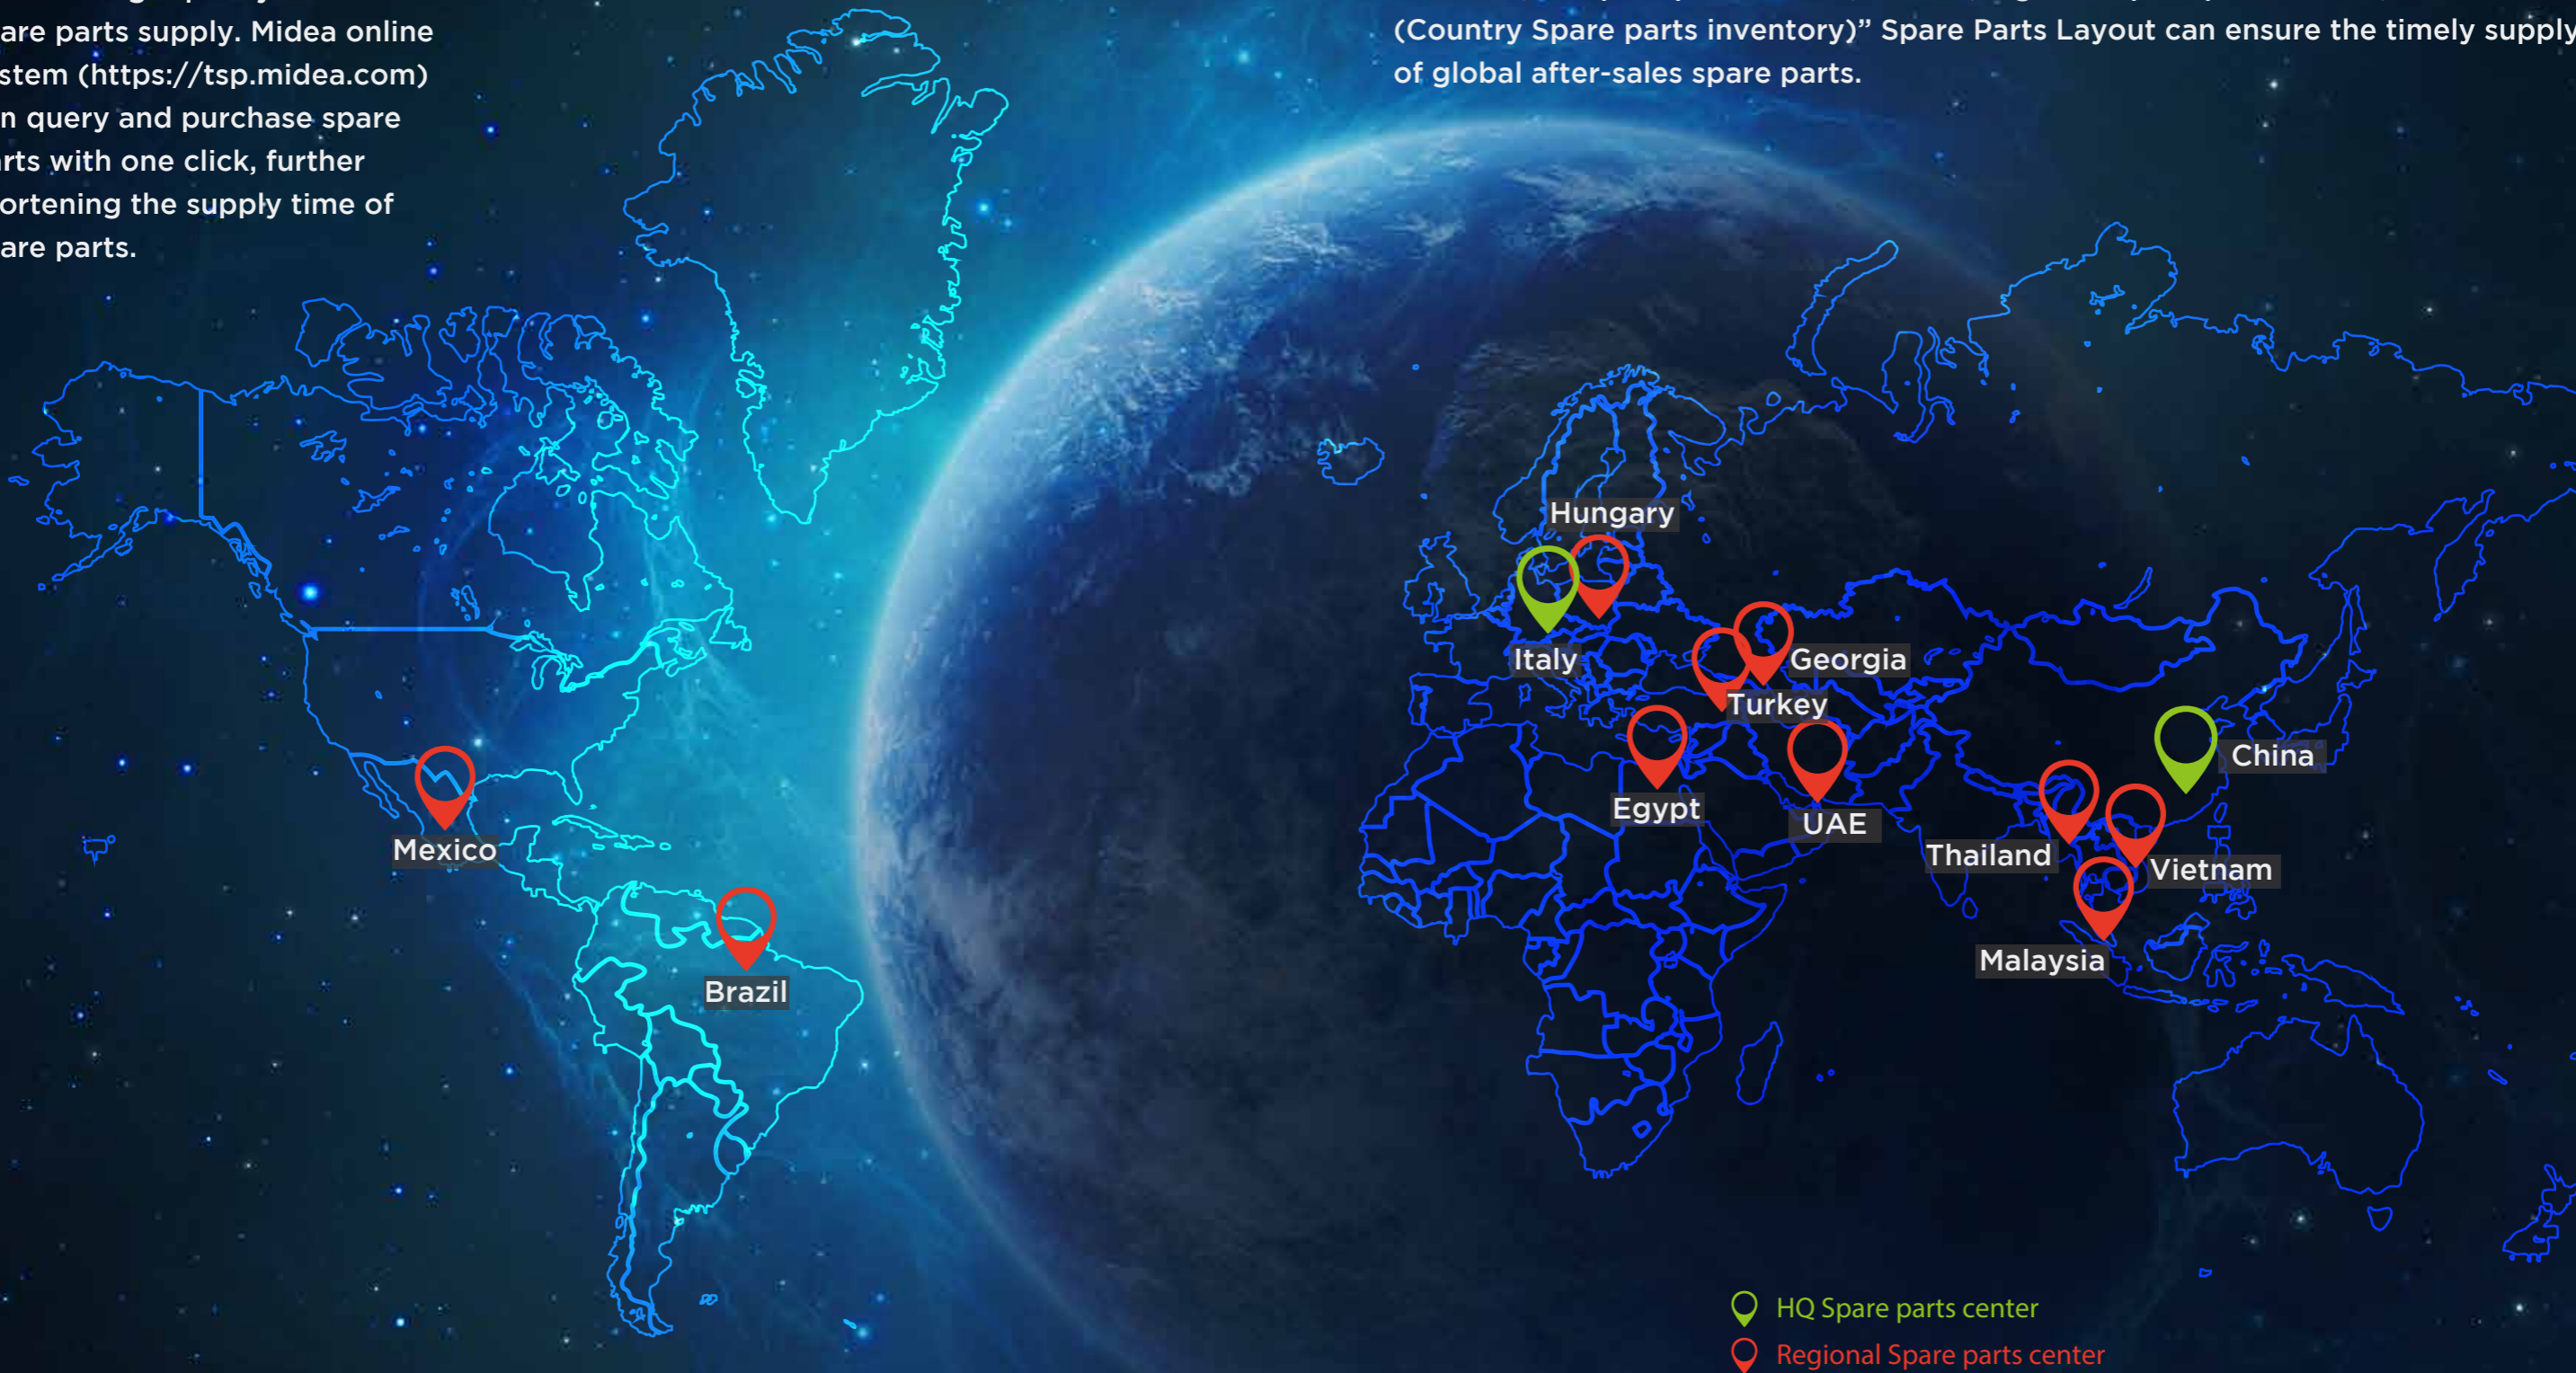 are parts supply. Midea online
stem (https://tsp.midea.com)
n query and purchase spare
rts with one click, further
ortening the supply time of
are parts.
(Country Spare parts inventory)” Spare Parts Layout can ensure the timely supply
of global after-sales spare parts.
Hungary
Italy
Georgia
Turkey
China
Egypt
UAE
Mexico
Thailand
Vietnam
Malaysia
Brazil
HQ Spare parts center
Regional Spare parts center